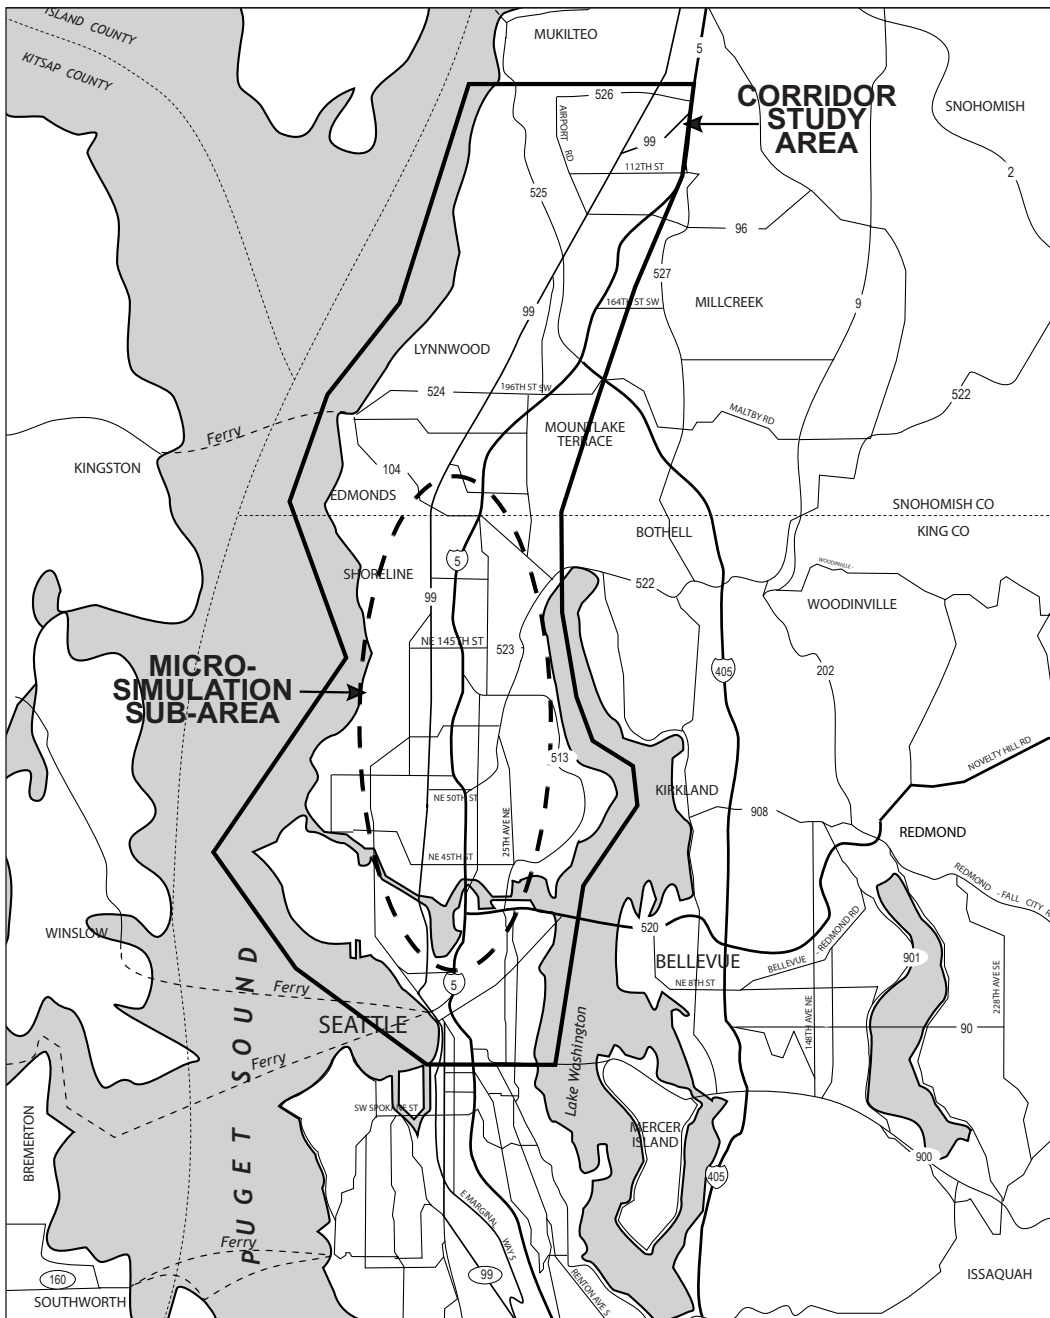 ISLAND COUNTY
KITSAP COUNTY
MUKILTEO
5
526
CORRIDOR
STUDY
AREA
SNOHOMISH
AIRPORT RD
99
112TH ST
2
525
96
527
164TH ST SW
MILLCREEK
9
99
LYNNWOOD
524
196TH ST SW
522
MALTBY RD
Ferry
MOUNTLAKE
TERRACE
KINGSTON
104
EDMONDS
SNOHOMISH CO
BOTHELL
KING CO
5
WOODINVILLE -
SHORELINE
522
99
WOODINVILLE
NE 145TH ST
523
MICRO-
SIMULATION
SUB-AREA
405
202
NOVELTY HILL RD
513
KIRKLAND
NE 50TH ST
908
25TH AVE NE
REDMOND
NE 45TH ST
REDMOND - FALL CITY R
520
WINSLOW
BELLEVUE - REDMOND RD
BELLEVUE
901
NE 8TH ST
5
Ferry
228TH AVE SE
148TH AVE NE
SEATTLE
90
Lake Washington
Ferry
PUGET SOUND
SW SPOKANE ST
MERCER
ISLAND
BREMERTON
900
405
E MARGINAL WAY S
Ferry
99
RENTON AVE S
160
ISSAQUAH
SOUTHWORTH